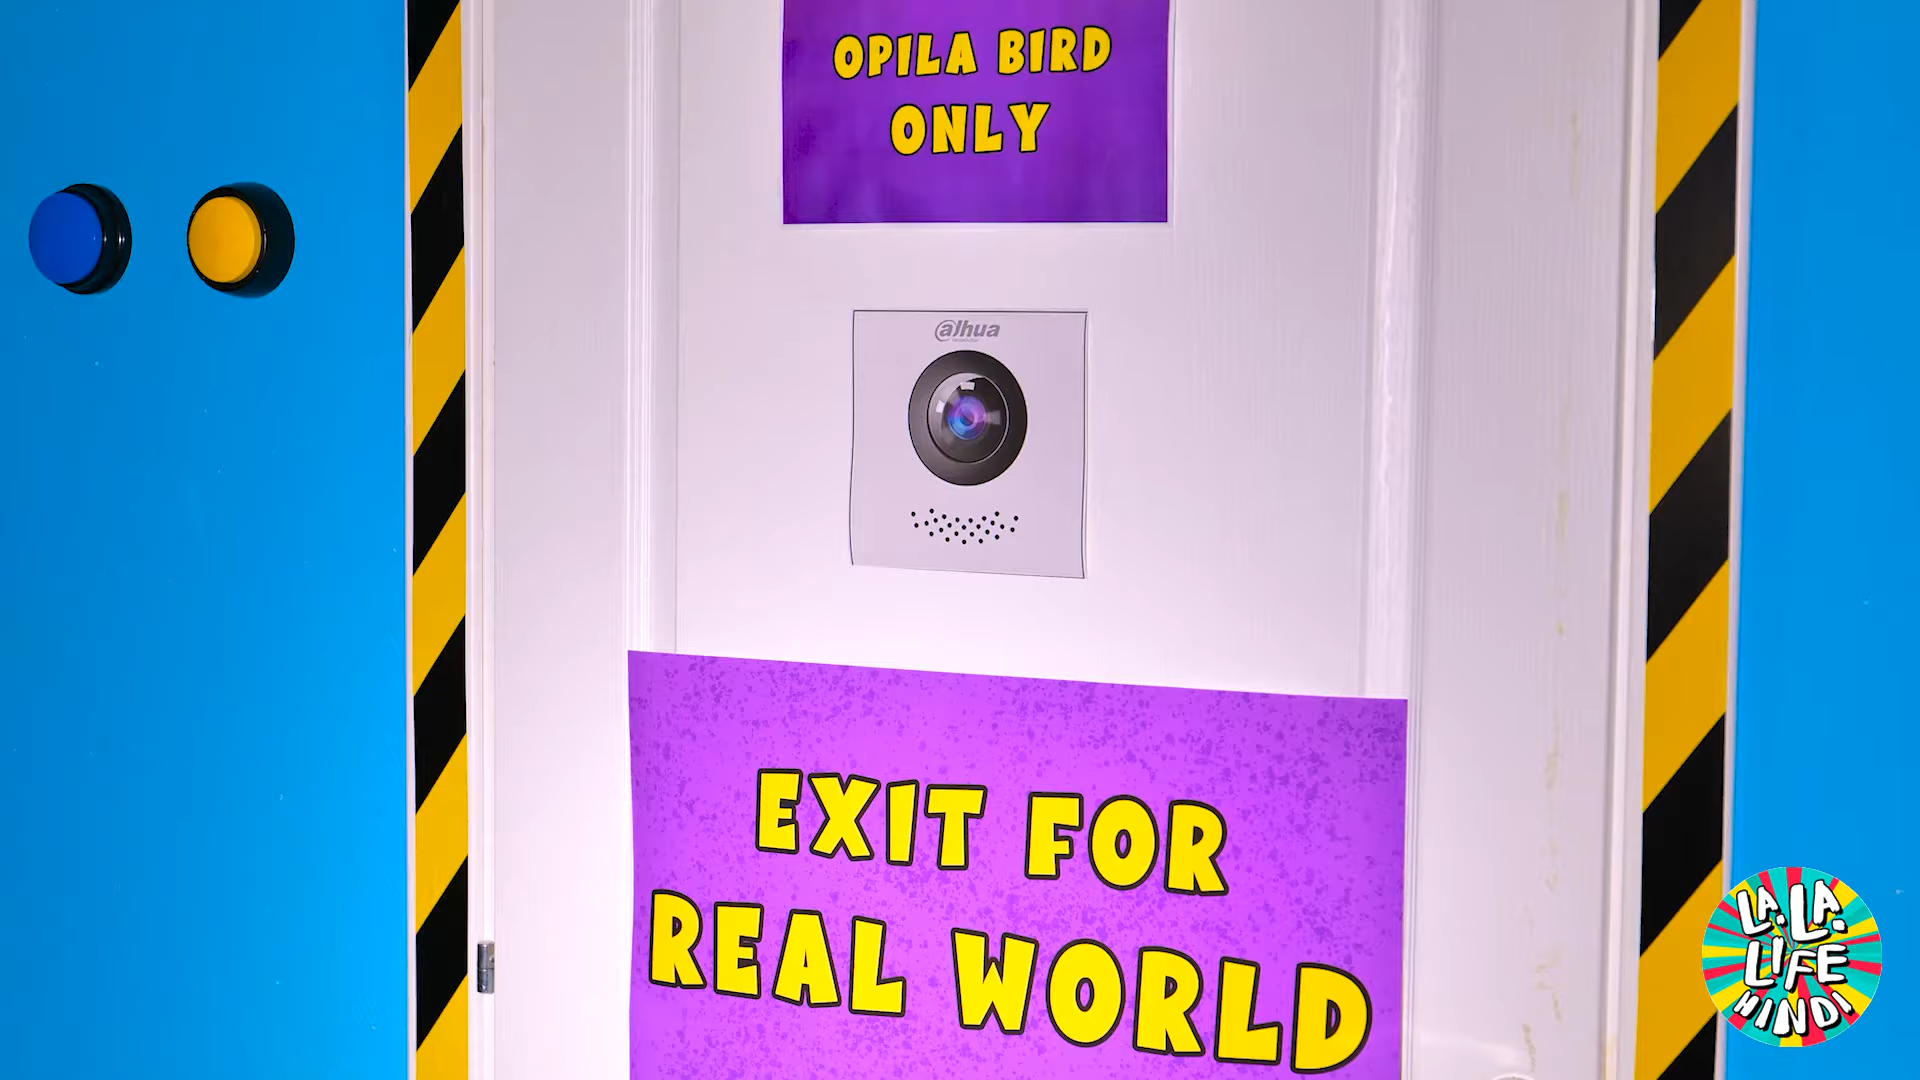 OPILA BIRD
ONLY
alhua
EXIT FOR
REAL WORLD
LA LA
LIFE
HINDI